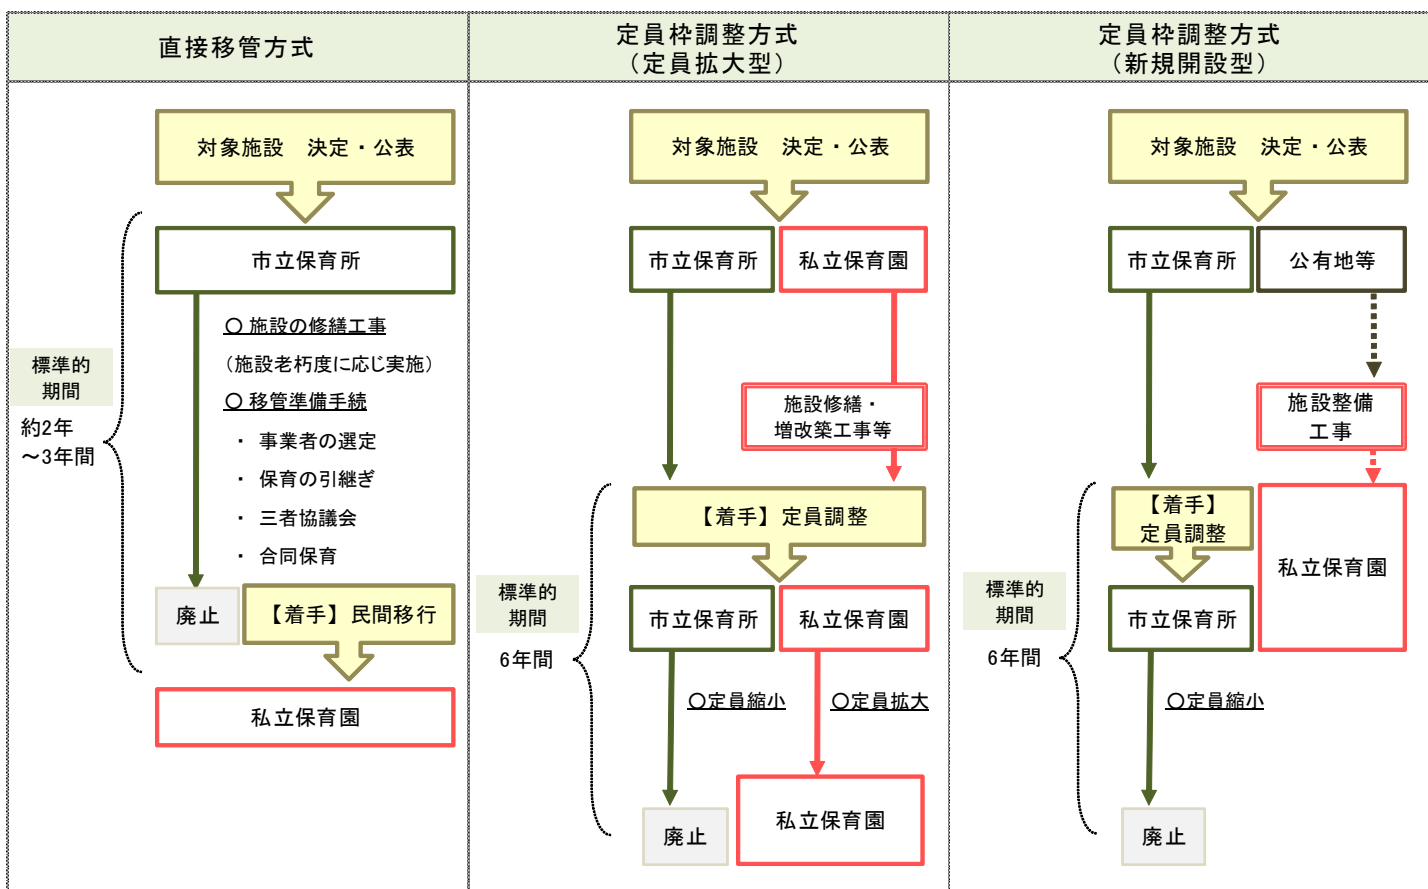 直接移管方式
対象施設　決定・公表
市立保育所
○ 施設の修繕工事
（施設老朽度に応じ実施）
○ 移管準備手続
・ 事業者の選定
・ 保育の引継ぎ
・ 三者協議会
・ 合同保育
標準的
期間
約2年
～3年間
廃止
【着手】民間移行
私立保育園
定員枠調整方式
（定員拡大型）
対象施設　決定・公表
市立保育所
私立保育園
施設修繕・
増改築工事等
【着手】定員調整
標準的
期間
6年間
市立保育所
私立保育園
○定員縮小
○定員拡大
廃止
私立保育園
定員枠調整方式
（新規開設型）
対象施設　決定・公表
市立保育所
公有地等
施設整備
工事
【着手】
定員調整
私立保育園
標準的
期間
6年間
市立保育所
○定員縮小
廃止